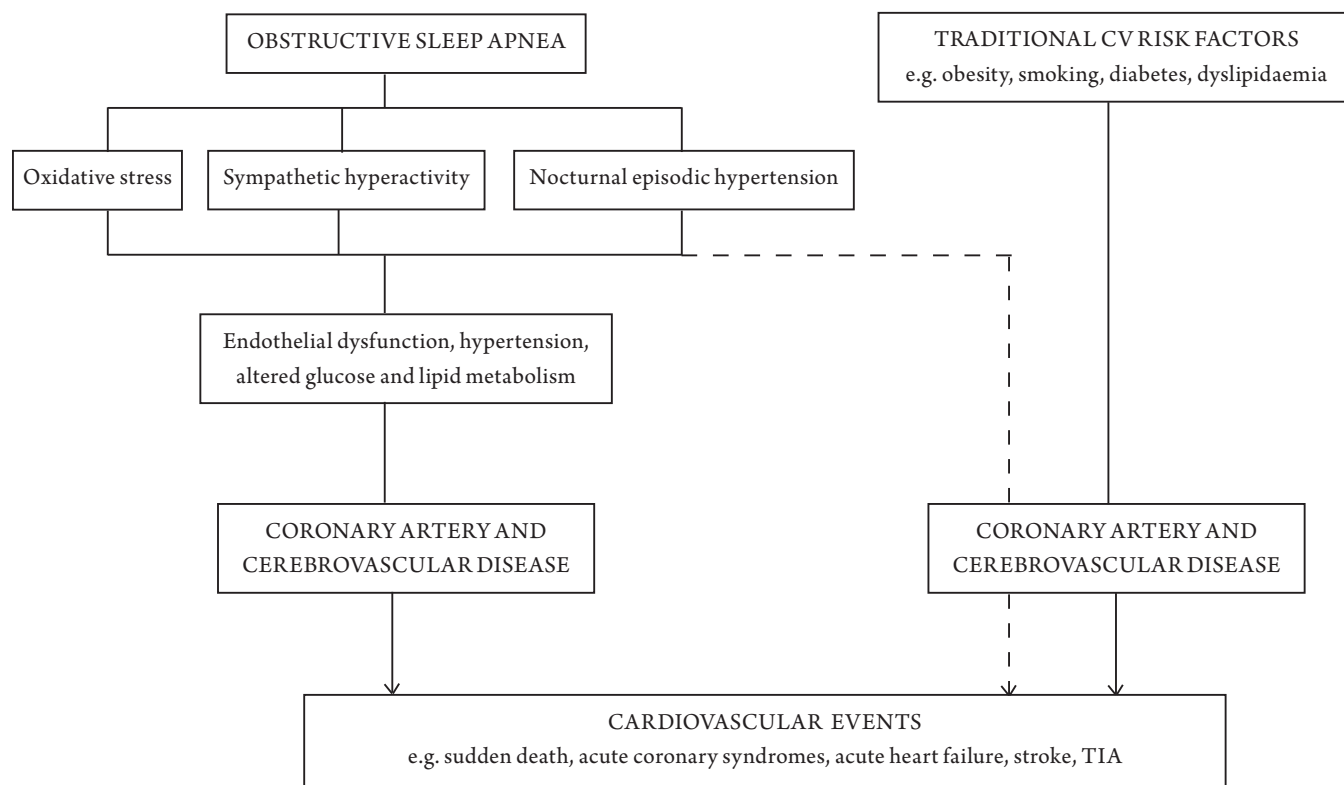 OBSTRUCTIVE SLEEP APNEA
TRADITIONAL CV RISK FACTORS
e.g. obesity, smoking, diabetes, dyslipidaemia
Oxidative stress
Sympathetic hyperactivity
Nocturnal episodic hypertension
Endothelial dysfunction, hypertension,
altered glucose and lipid metabolism
CORONARY ARTERY AND
CEREBROVASCULAR DISEASE
CORONARY ARTERY AND
CEREBROVASCULAR DISEASE
CARDIOVASCULAR EVENTS
e.g. sudden death, acute coronary syndromes, acute heart failure, stroke, TIA